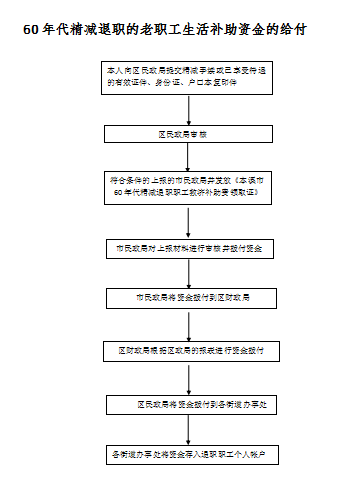 60 年代精减退职的老职工生活补助资金的给付
本人向区民政局提交精减手续或已享受待遇
的有效证件、身份证、户口本复印件
区民政局审核
符合条件的上报的市民政局并发放《本溪市
60 年代精减退职职工救济补助费领取证》
市民政局对上报材料进行审核并拨付资金
市民政局将资金拨付到区财政局
区财政局根据区政局的报表进行资金拨付
区民政局将资金拨付到各街道办事处
各街道办事处将资金存入退职职工个人帐户